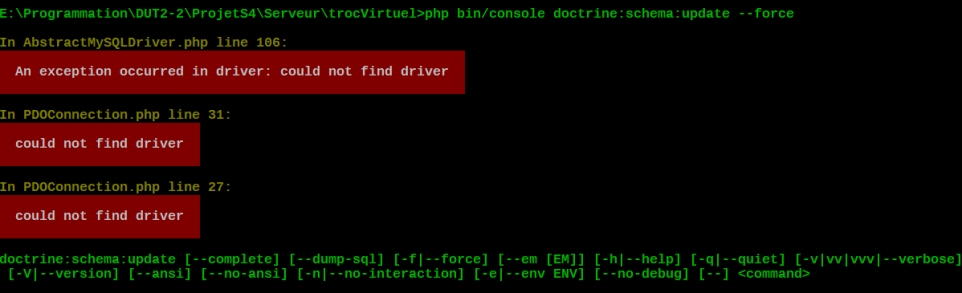 E:\Programmation\DUT2-2\ProjetS4\Serveur\trocVirtuel>php bin/console doctrine:schema:update --force
In AbstractMySQLDriver.php line 106:
An exception occurred in driver: could not find driver
In PDOConnection.php line 31:
could not find driver
In PDOConnection.php line 27:
could not find driver
doctrine:schema:update [--complete] [--dump-sql] [-f|--force] [--em [EM]] [-h|--help] [-q|--quiet] [-v|vv|vvv|--verbose]
[-V|--version] [--ansi] [--no-ansi] [-n|--no-interaction] [-e|--env ENV] [--no-debug] [--] <command>